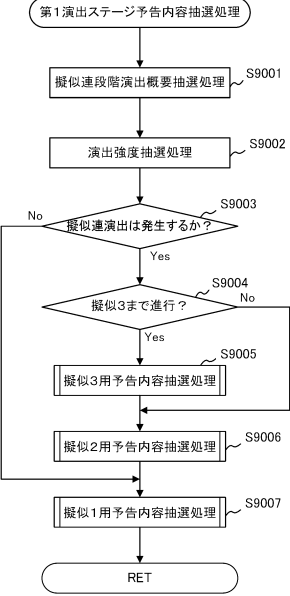 第１演出ステージ予告内容抽選処理
S9001
擬似連段階演出概要抽選処理
S9002
演出強度抽選処理
S9003
No
擬似連演出は発生するか？
Yes
S9004
No
擬似３まで進行？
Yes
S9005
擬似３用予告内容抽選処理
S9006
擬似２用予告内容抽選処理
S9007
擬似１用予告内容抽選処理
RET